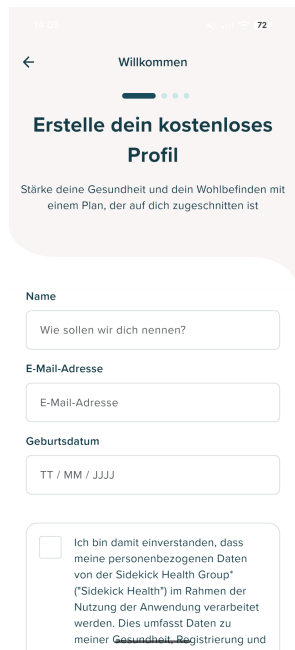 72
Willkommen
Erstelle dein kostenloses
Profil
Stärke deine Gesundheit und dein Wohlbefinden mit
einem Plan, der auf dich zugeschnitten ist
Name
Wie sollen wir dich nennen?
E-Mail-Adresse
E-Mail-Adresse
Geburtsdatum
TT / MM / JJJJ
Ich bin damit einverstanden, dass
meine personenbezogenen Daten
von der Sidekick Health Group*
("Sidekick Health") im Rahmen der
Nutzung der Anwendung verarbeitet
werden. Dies umfasst Daten zu
meiner Gesundheit, Registrierung und